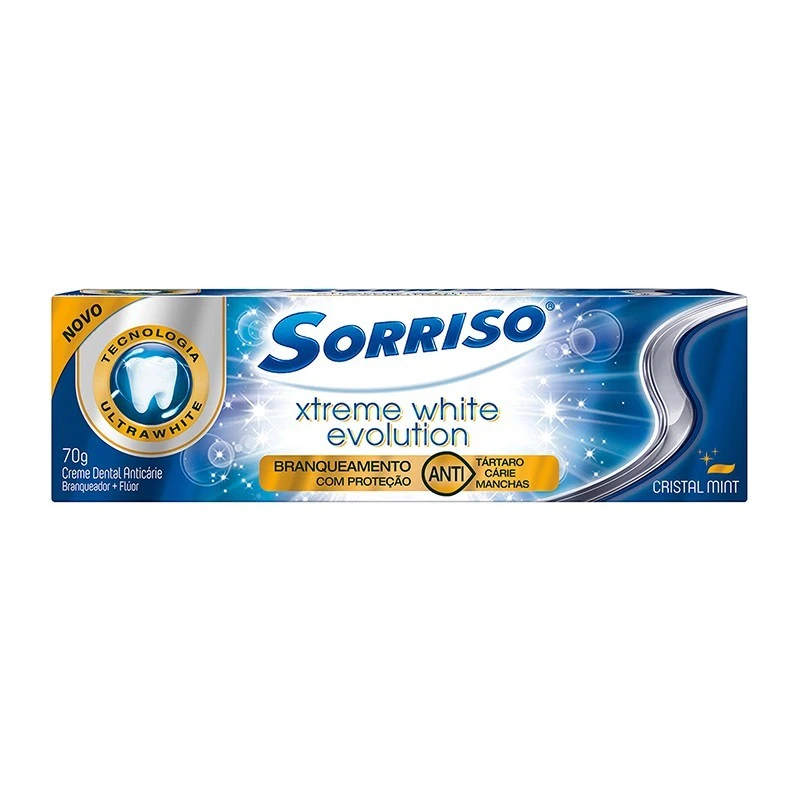 NOVO
TECNOLOGIA
ULTRAWHITE
70g
Creme Dental Anticárie
Branqueador + Flúor
SORRISO®
xtreme white
evolution
BRANQUEAMENTO
COM PROTEÇÃO
ANTI
TÁRTARO
CÁRIE
MANCHAS
CRISTAL MINT